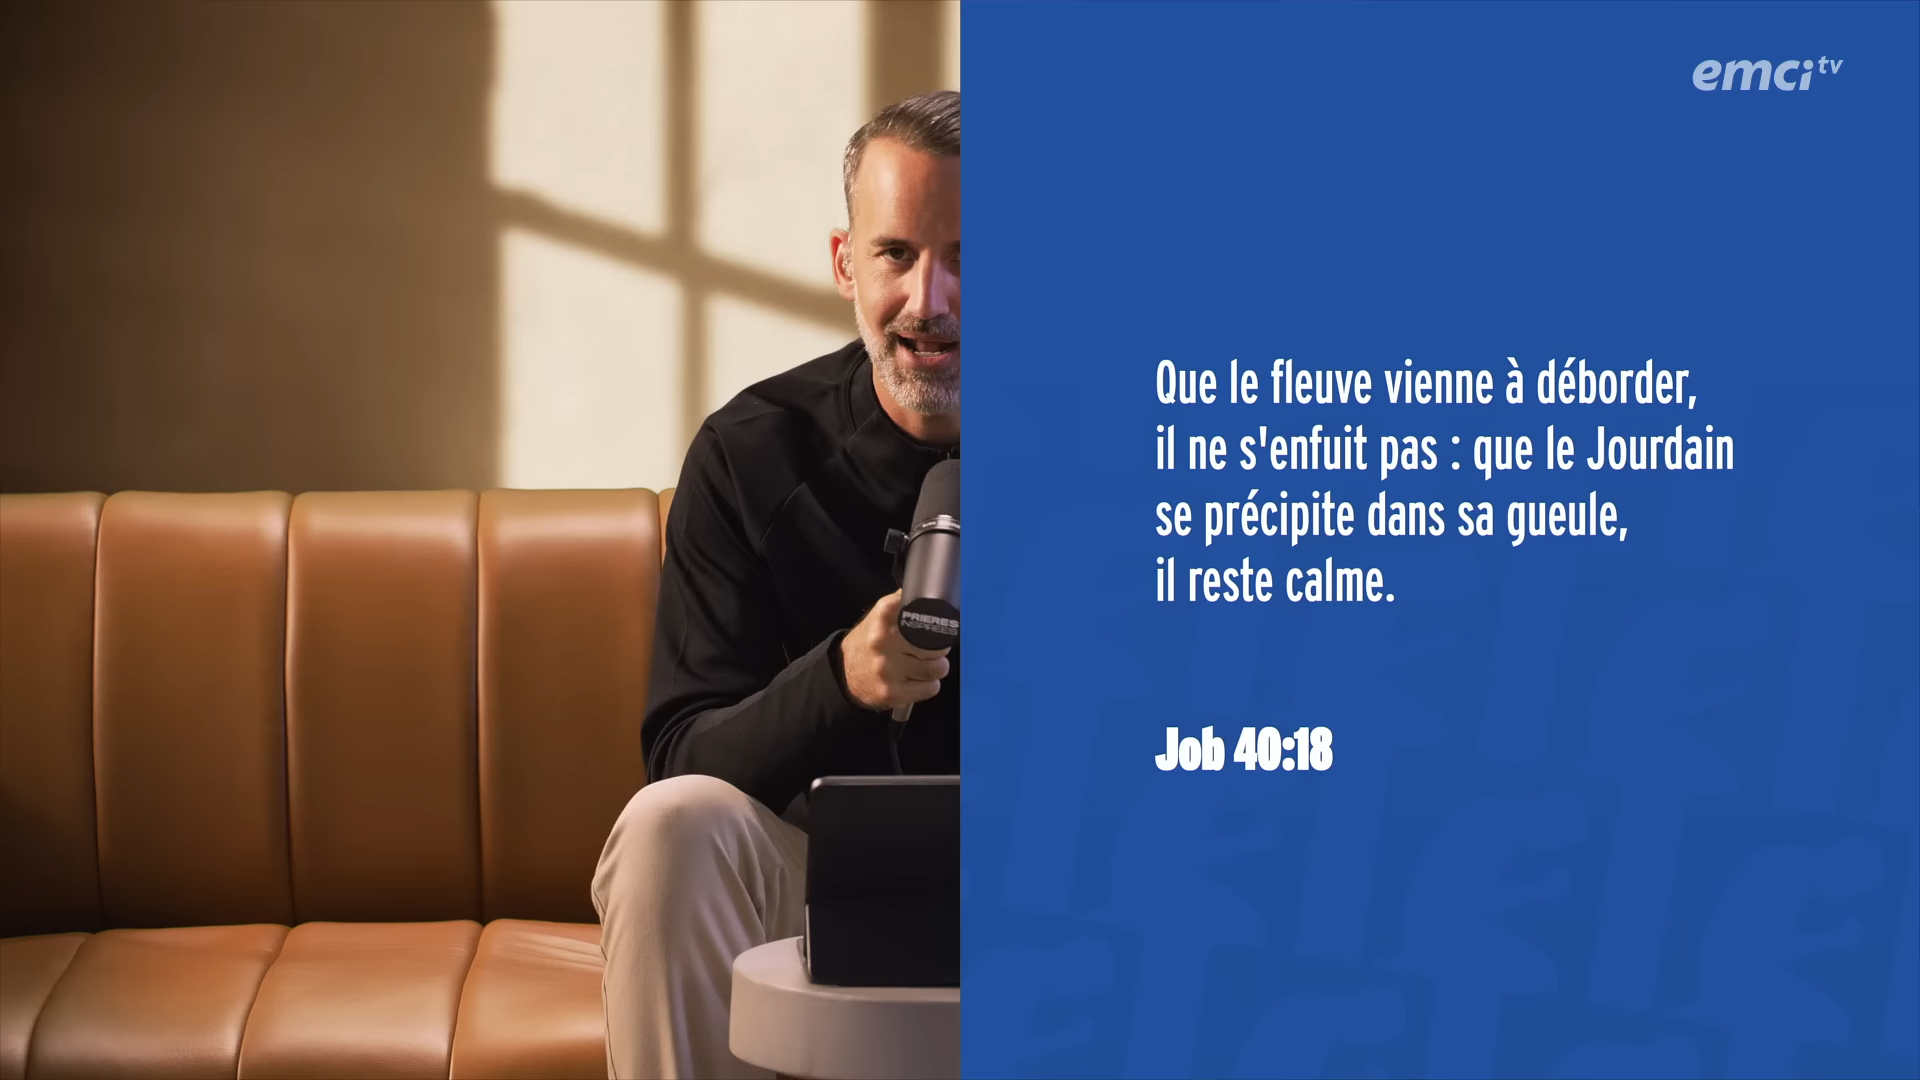 emci tv
Que le fleuve vienne à déborder,
il ne s'enfuit pas : que le Jourdain
se précipite dans sa gueule,
il reste calme.
Job 40:18
PRIERES
INSPIREES